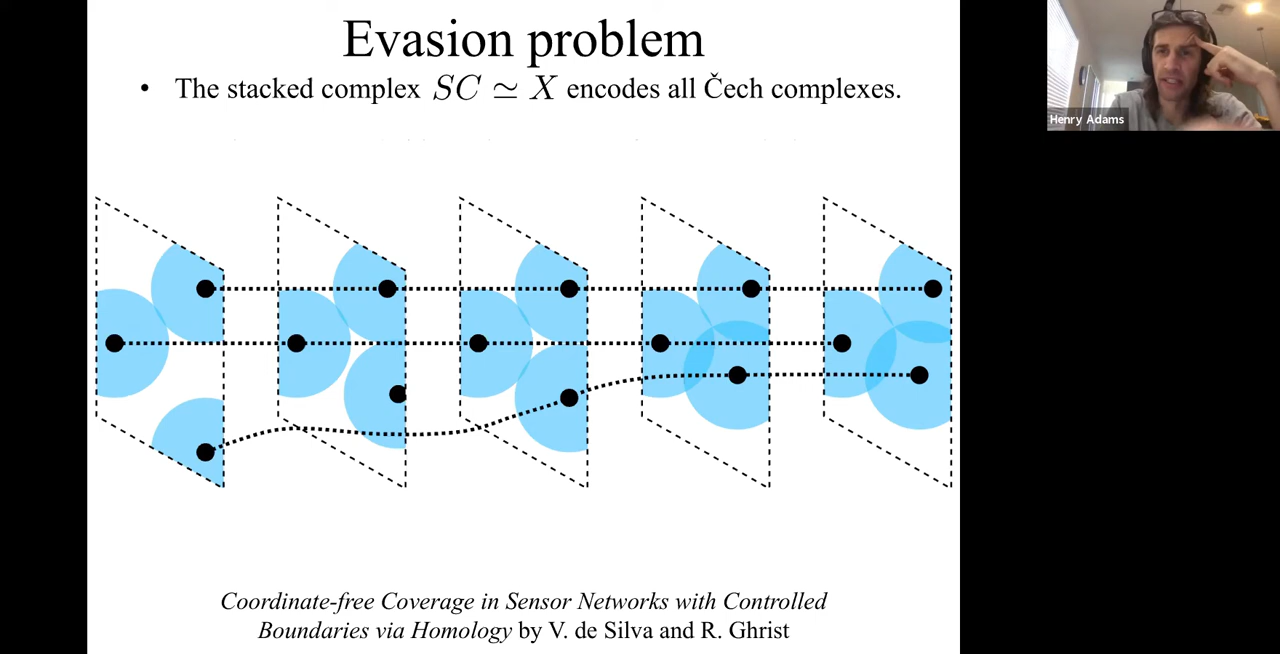 Evasion problem
• The stacked complex SC ≃ X encodes all Čech complexes.
Henry Adams
Coordinate-free Coverage in Sensor Networks with Controlled
Boundaries via Homology by V. de Silva and R. Ghrist